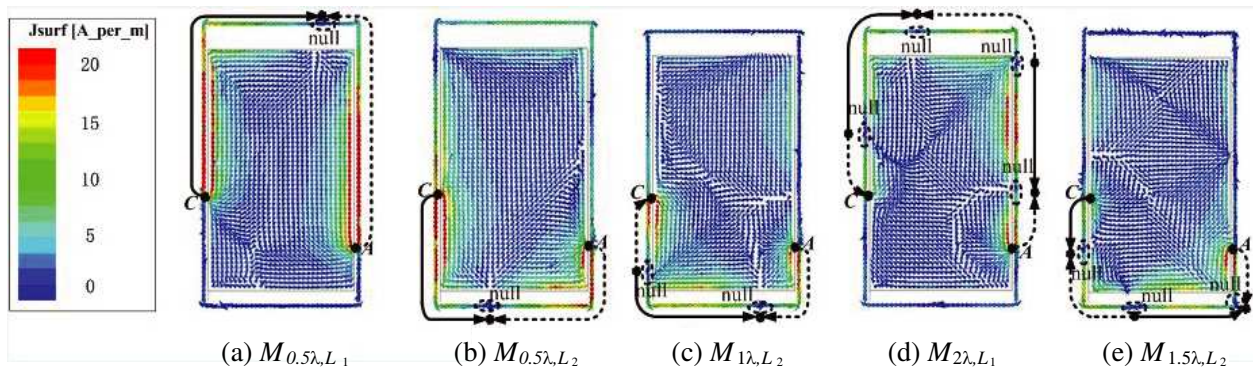 Jsurf [A_per_m]
20
15
10
5
0
null
C
A
(a) M0.5λ,L1
C
A
null
(b) M0.5λ,L2
C
A
null
null
(c) M1λ,L2
null
null
null
null
C
A
(d) M2λ,L1
C
A
null
null
null
(e) M1.5λ,L2